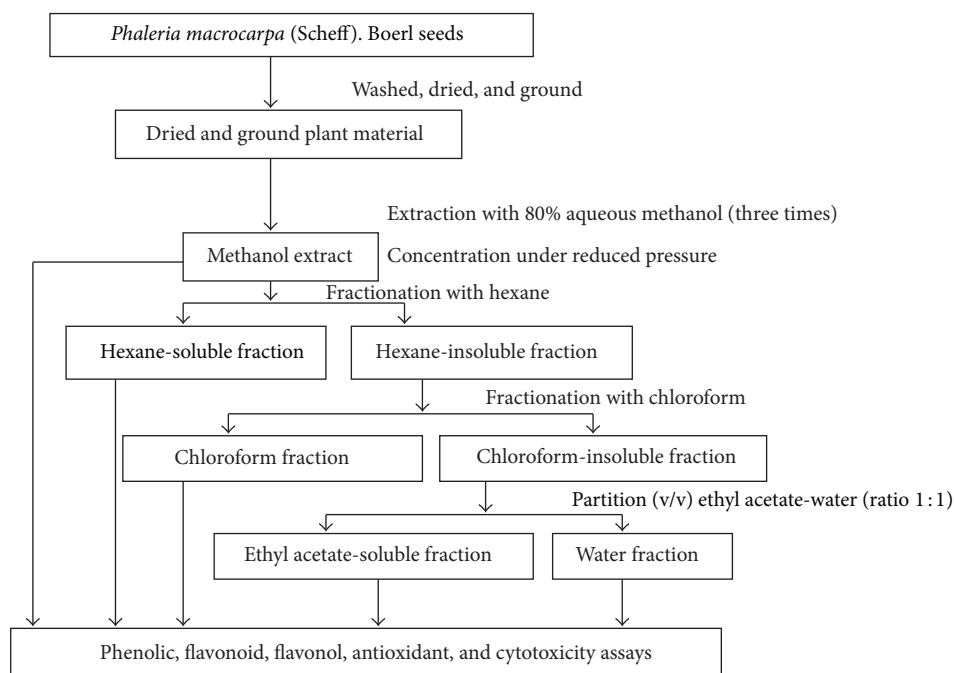 Phaleria macrocarpa (Scheff). Boerl seeds
Washed, dried, and ground
Dried and ground plant material
Extraction with 80% aqueous methanol (three times)
Methanol extract
Concentration under reduced pressure
Fractionation with hexane
Hexane-soluble fraction
Hexane-insoluble fraction
Fractionation with chloroform
Chloroform fraction
Chloroform-insoluble fraction
Partition (v/v) ethyl acetate-water (ratio 1 : 1)
Ethyl acetate-soluble fraction
Water fraction
Phenolic, flavonoid, flavonol, antioxidant, and cytotoxicity assays